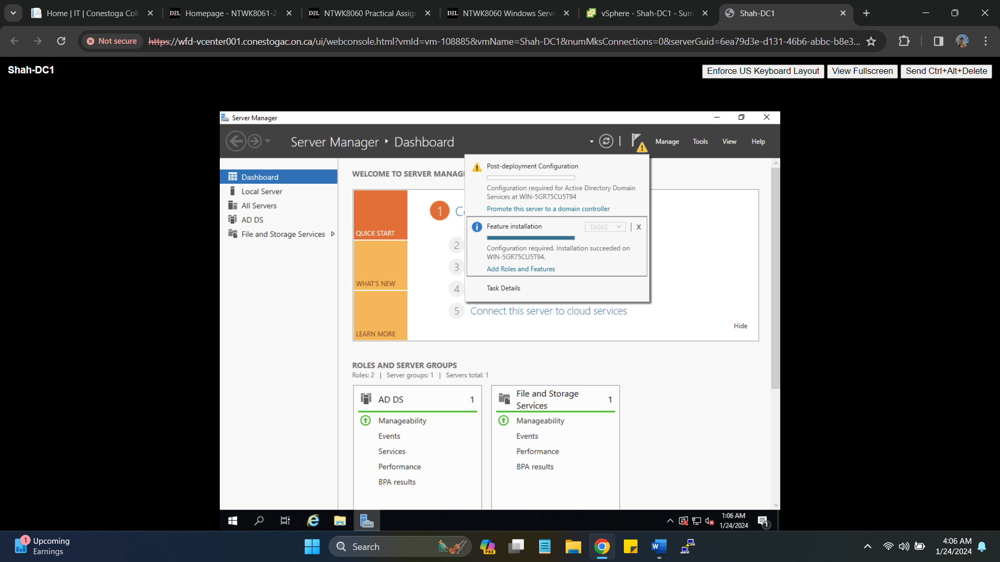 Home | IT | Conestoga Coll
Homepage - NTWK8061-2
NTWK8060 Practical Assign
NTWK8060 Windows Serve
vSphere - Shah-DC1 - Sum
Shah-DC1
Not secure
https://wfd-vcenter001.conestogac.on.ca/ui/webconsole.html?vmId=vm-108885&vmName=Shah-DC1&numMksConnections=0&serverGuid=6ea79d3e-d131-46b6-abbc-b8e3...
Shah-DC1
Enforce US Keyboard Layout
View Fullscreen
Send Ctrl+Alt+Delete
Server Manager
Server Manager • Dashboard
Manage
Tools
View
Help
Dashboard
Local Server
All Servers
AD DS
File and Storage Services
WELCOME TO SERVER MANAG
QUICK START
WHAT'S NEW
LEARN MORE
1
2
3
4
5 Connect this server to cloud services
Hide
Post-deployment Configuration
Configuration required for Active Directory Domain
Services at WIN-5GR75CU5T94
Promote this server to a domain controller
Feature installation
TASKS
X
Configuration required. Installation succeeded on
WIN-5GR75CU5T94.
Add Roles and Features
Task Details
ROLES AND SERVER GROUPS
Roles: 2 | Server groups: 1 | Servers total: 1
AD DS 1
Manageability
Events
Services
Performance
BPA results
File and Storage
Services 1
Manageability
Events
Performance
BPA results
1:06 AM
1/24/2024
1
1
Upcoming
Earnings
Search
PRE
4:06 AM
1/24/2024